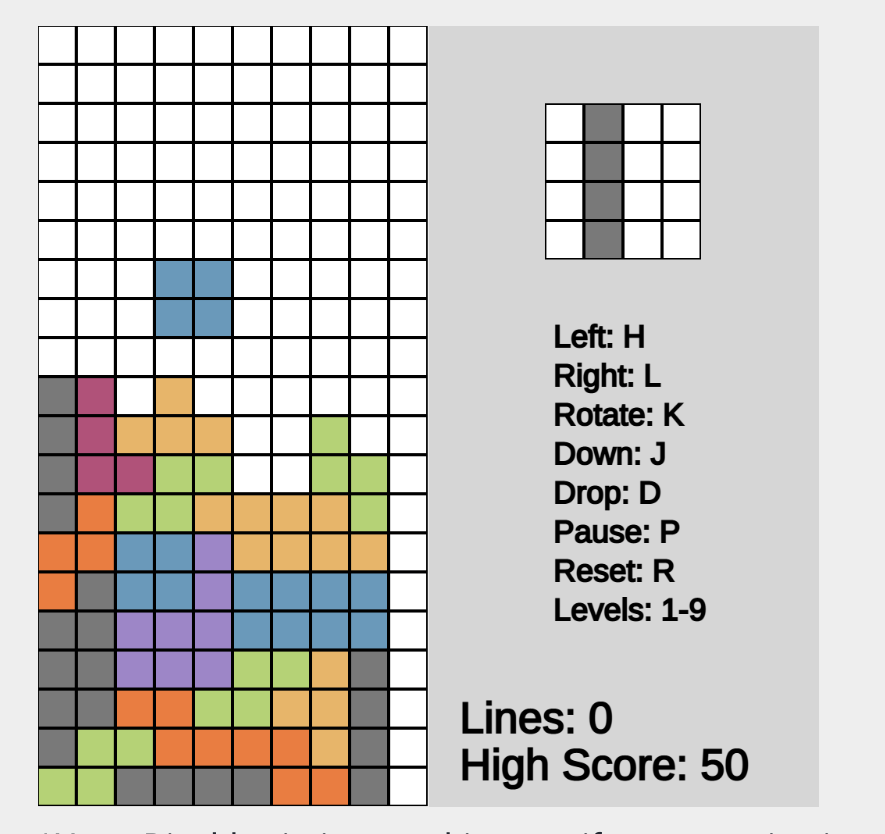 Left: H
Right: L
Rotate: K
Down: J
Drop: D
Pause: P
Reset: R
Levels: 1-9
Lines: 0
High Score: 50